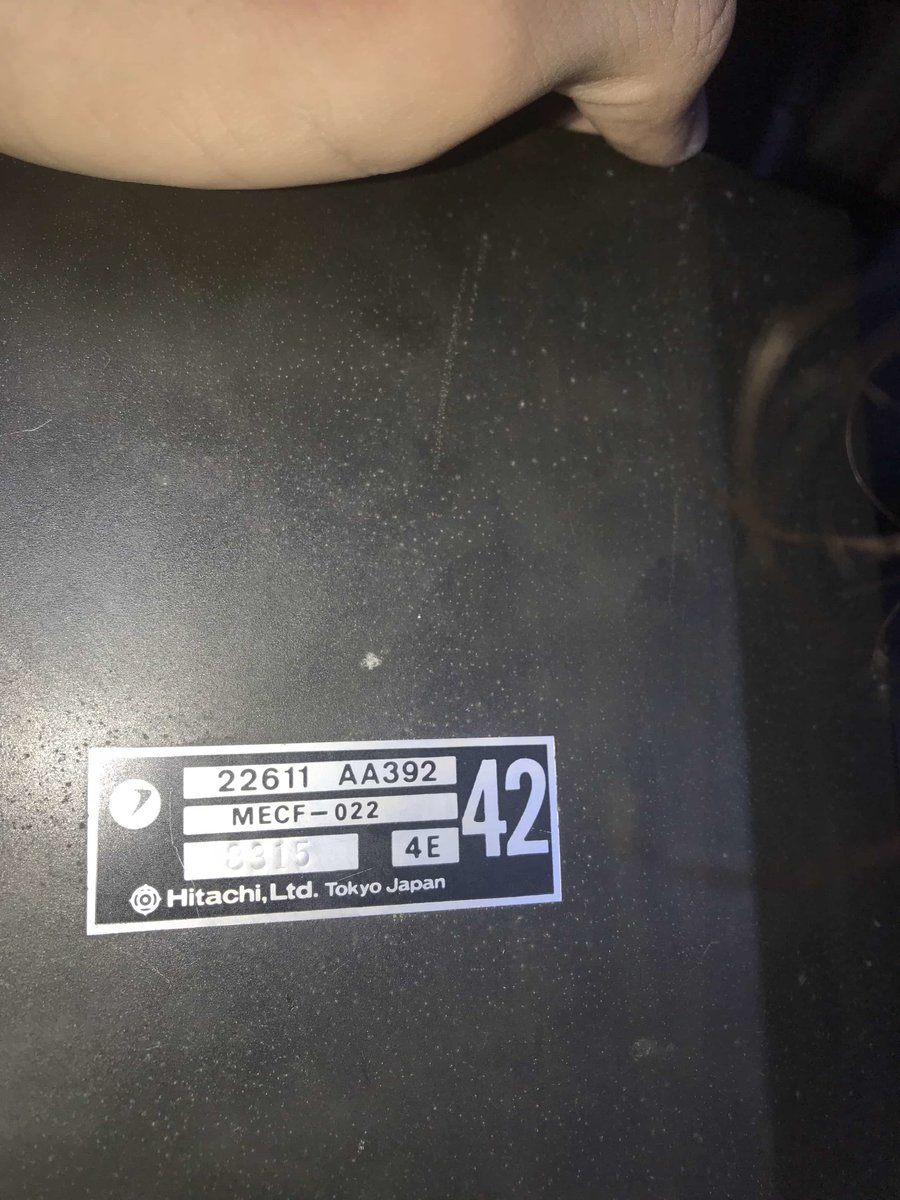 22611 AA392
MECF-022
42
8315 4E
Hitachi, Ltd. Tokyo Japan